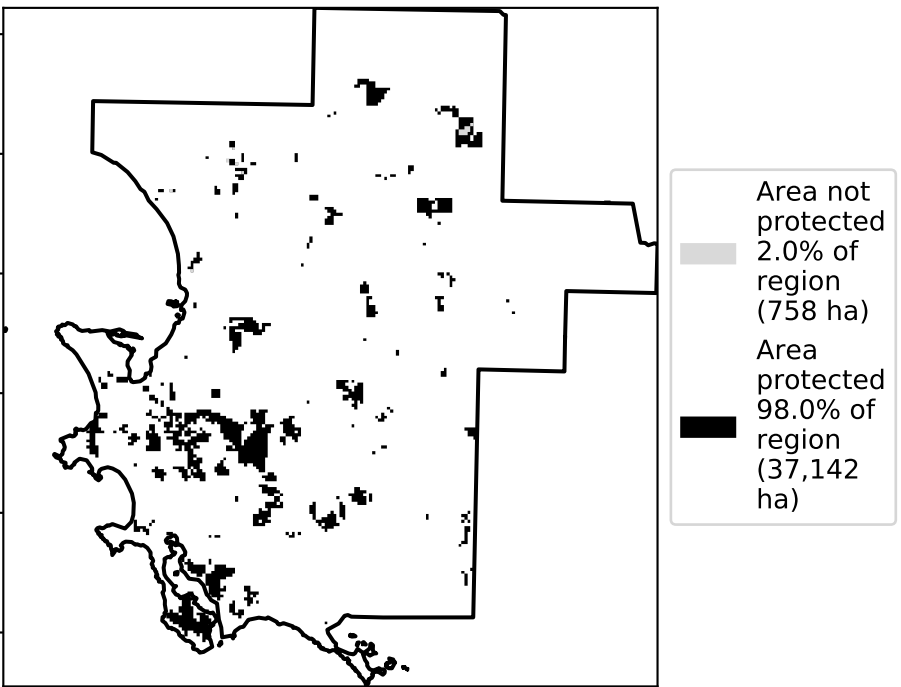 Area not
protected
2.0% of
region
(758 ha)
Area
protected
98.0% of
region
(37,142
ha)